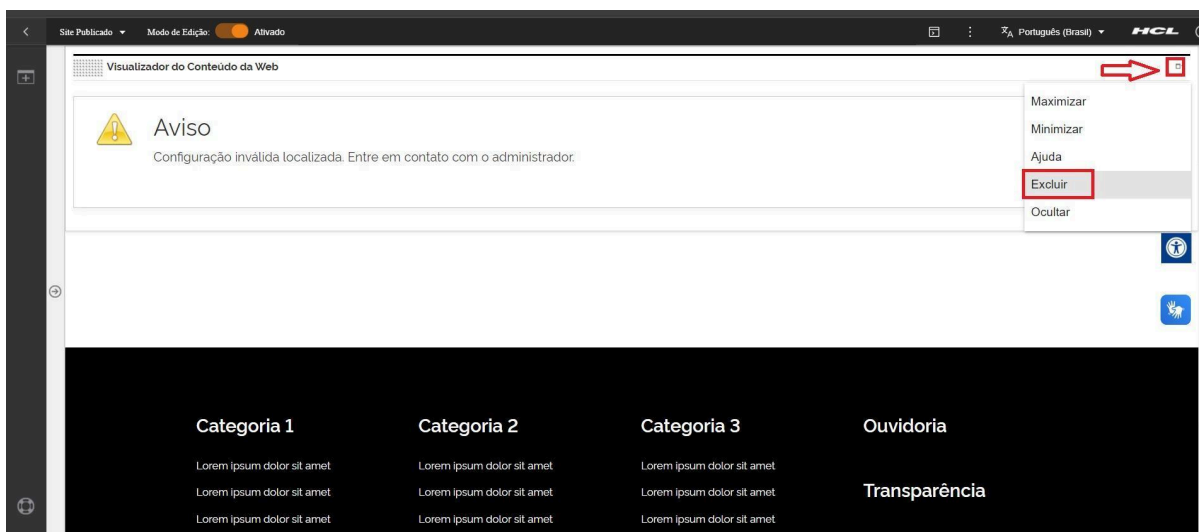 Site Publicado
Modo de Edição:
Ativado
Português (Brasil)
HCL
Visualizador do Conteúdo da Web
Maximizar
Minimizar
Ajuda
Excluir
Ocultar
Aviso
Configuração inválida localizada. Entre em contato com o administrador.
Categoria 1
Lorem ipsum dolor sit amet
Lorem ipsum dolor sit amet
Lorem ipsum dolor sit amet
Categoria 2
Lorem ipsum dolor sit amet
Lorem ipsum dolor sit amet
Lorem ipsum dolor sit amet
Categoria 3
Lorem ipsum dolor sit amet
Lorem ipsum dolor sit amet
Lorem ipsum dolor sit amet
Ouvidoria
Transparência